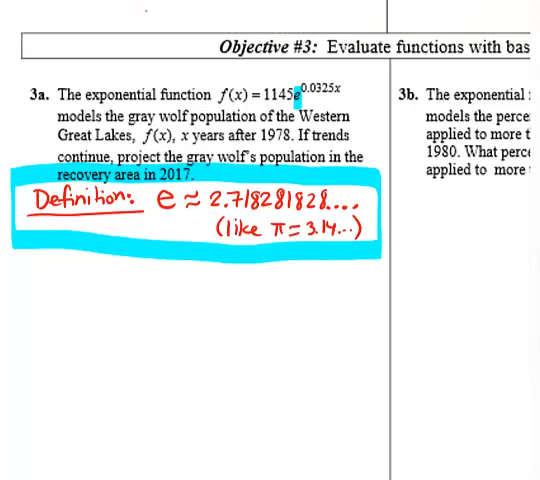 Objective #3: Evaluate functions with bas
3a. The exponential function f(x) = 1145e^0.0325x
models the gray wolf population of the Western
Great Lakes, f(x), x years after 1978. If trends
continue, project the gray wolf's population in the
recovery area in 2017.
Definition: e ≈ 2.718281828....
(like π = 3.14...)
3b. The exponential
models the perce
applied to more t
1980. What perce
applied to more